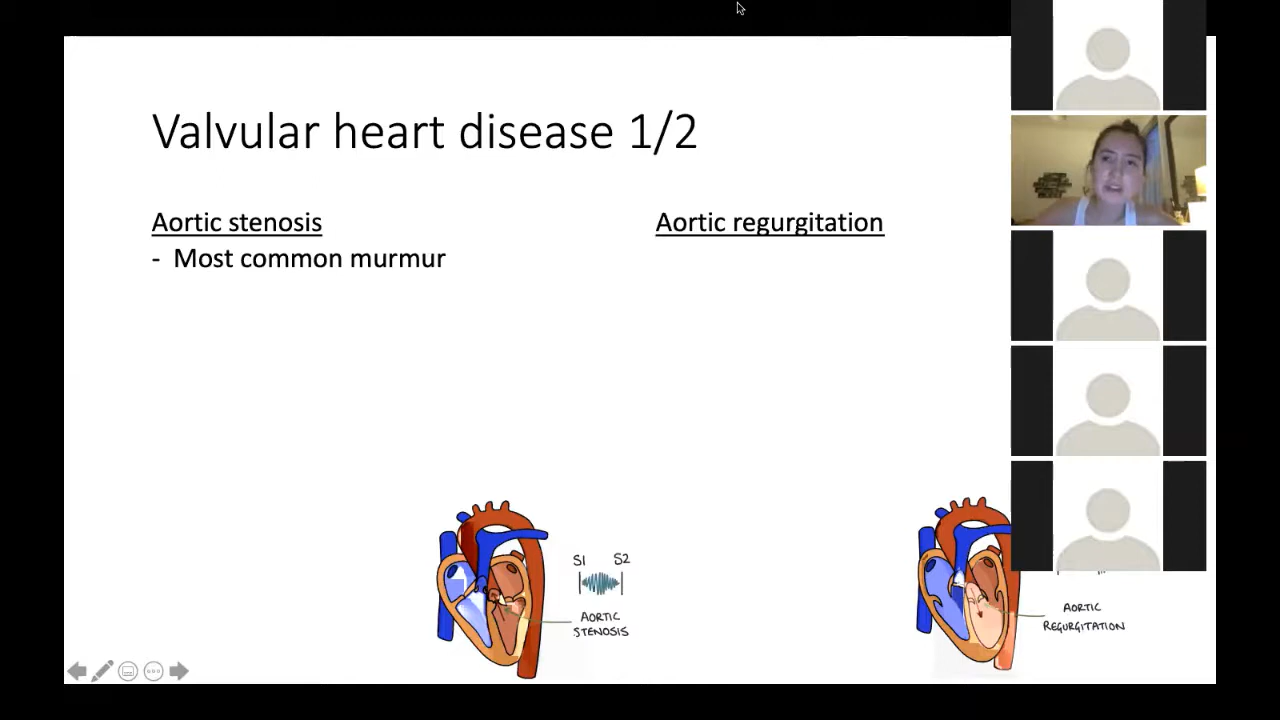 Valvular heart disease 1/2
Aortic stenosis
- Most common murmur
Aortic regurgitation
S1 S2
AORTIC
STENOSIS
AORTIC
REGURGITATION